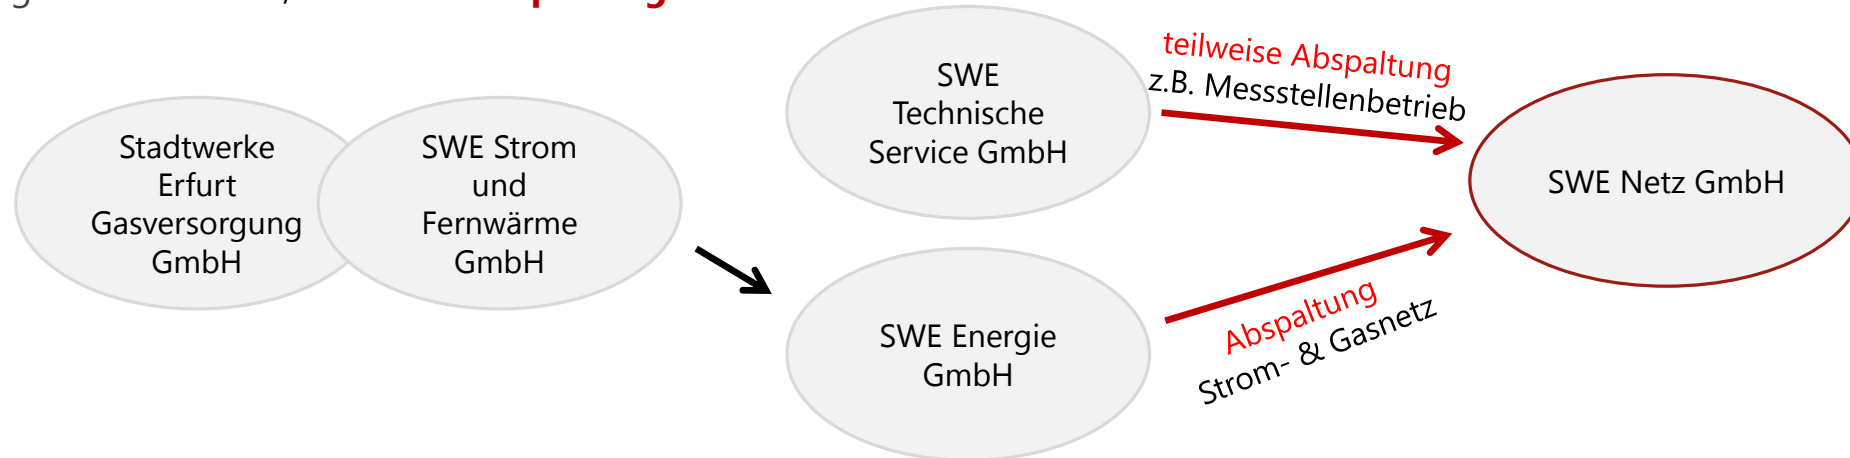 Stadtwerke
Erfurt
Gasversorgung
GmbH
SWE Strom
und
Fernwärme
GmbH
SWE
Technische
Service GmbH
SWE Energie
GmbH
teilweise Abspaltung
z.B. Messstellenbetrieb
Abspaltung
Strom- & Gasnetz
SWE Netz GmbH